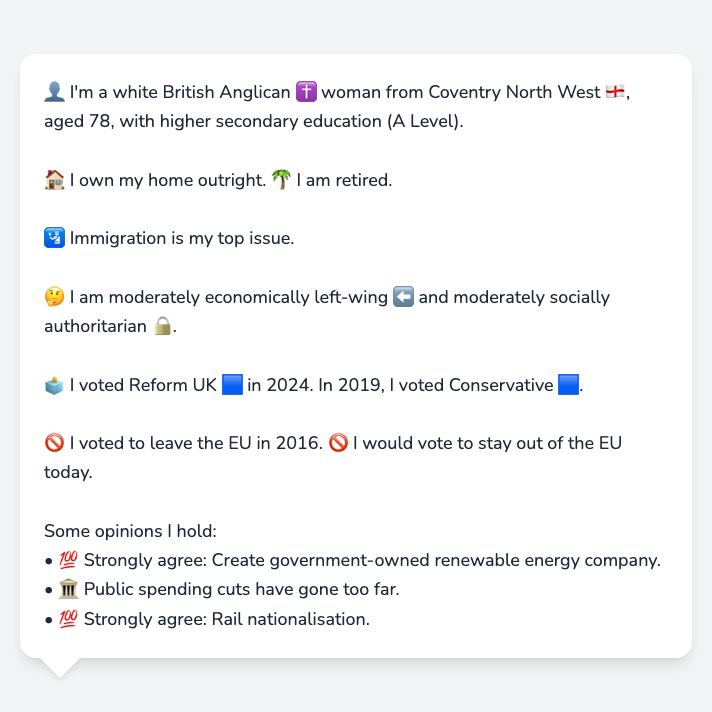 👤 I'm a white British Anglican ✝️ woman from Coventry North West 🏴󠁧󠁢󠁥󠁮󠁧󠁿,
aged 78, with higher secondary education (A Level).
🏠 I own my home outright. 🌴 I am retired.
🛂 Immigration is my top issue.
🤔 I am moderately economically left-wing ⬅️ and moderately socially
authoritarian 🔒.
🗳️ I voted Reform UK 🟦 in 2024. In 2019, I voted Conservative 🟦.
🚫 I voted to leave the EU in 2016. 🚫 I would vote to stay out of the EU
today.
Some opinions I hold:
• 💯 Strongly agree: Create government-owned renewable energy company.
• 🏛️ Public spending cuts have gone too far.
• 💯 Strongly agree: Rail nationalisation.